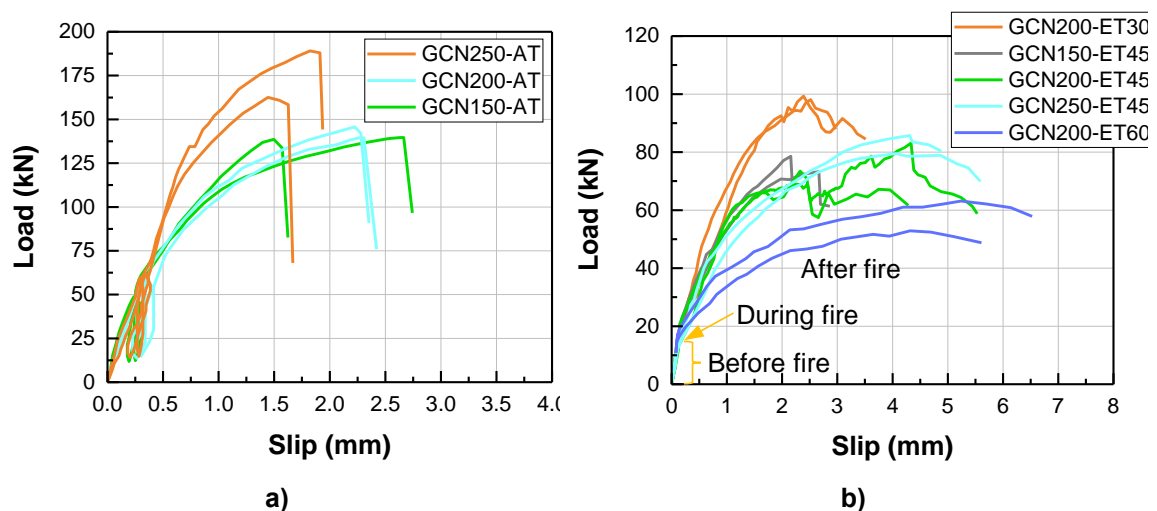 200
175
150
125
100
75
50
25
0
Load (kN)
0.0 0.5 1.0 1.5 2.0 2.5 3.0 3.5 4.0
Slip (mm)
GCN250-AT
GCN200-AT
GCN150-AT
a)
120
100
80
60
40
20
0
Load (kN)
0 1 2 3 4 5 6 7 8
Slip (mm)
GCN200-ET30
GCN150-ET45
GCN200-ET45
GCN250-ET45
GCN200-ET60
After fire
During fire
Before fire
b)